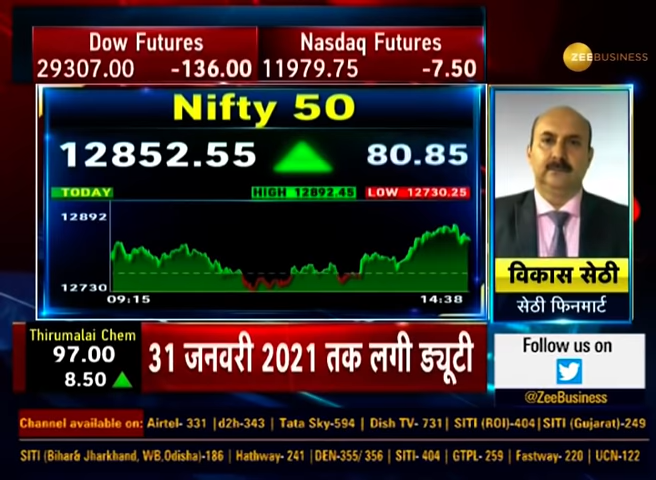 Dow Futures
29307.00 -136.00
Nasdaq Futures
11979.75 -7.50
ZEEBUSINESS
Nifty 50
12852.55 80.85
TODAY HIGH 12892.45 LOW 12730.25
12892
12730
09:15 14:38
विकास सेठी
सेठी फिनमार्ट
Thirumalai Chem
97.00
8.50
31 जनवरी 2021 तक लगी ड्यूटी
Follow us on
@ZeeBusiness
Channel available on: Airtel- 331 | d2h-343 | Tata Sky-594 | Dish TV- 731 | SITI (ROI)-404 | SITI (Gujarat)-249
SITI (Bihar& Jharkhand, WB,Odisha)-186 | Hathway- 241 | DEN-355/ 356 | SITI- 404 | GTPL- 259 | Fastway- 220 | UCN-122